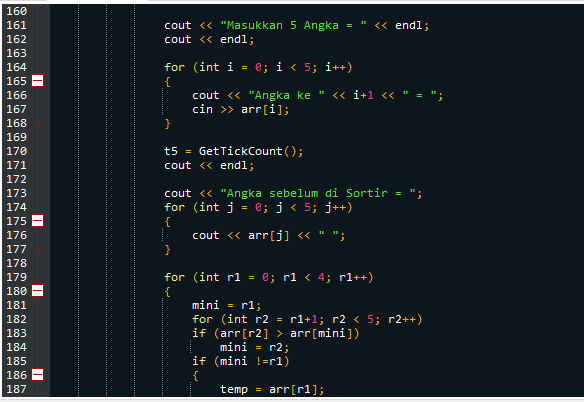 160
161 cout << "Masukkan 5 Angka = " << endl;
162 cout << endl;
163
164 for (int i = 0; i < 5; i++)
165 {
166 cout << "Angka ke " << i+1 << " = ";
167 cin >> arr[i];
168 }
169
170 t5 = GetTickCount();
171 cout << endl;
172
173 cout << "Angka sebelum di Sortir = ";
174 for (int j = 0; j < 5; j++)
175 {
176 cout << arr[j] << " ";
177 }
178
179 for (int r1 = 0; r1 < 4; r1++)
180 {
181 mini = r1;
182 for (int r2 = r1+1; r2 < 5; r2++)
183 if (arr[r2] > arr[mini])
184 mini = r2;
185 if (mini !=r1)
186 {
187 temp = arr[r1];